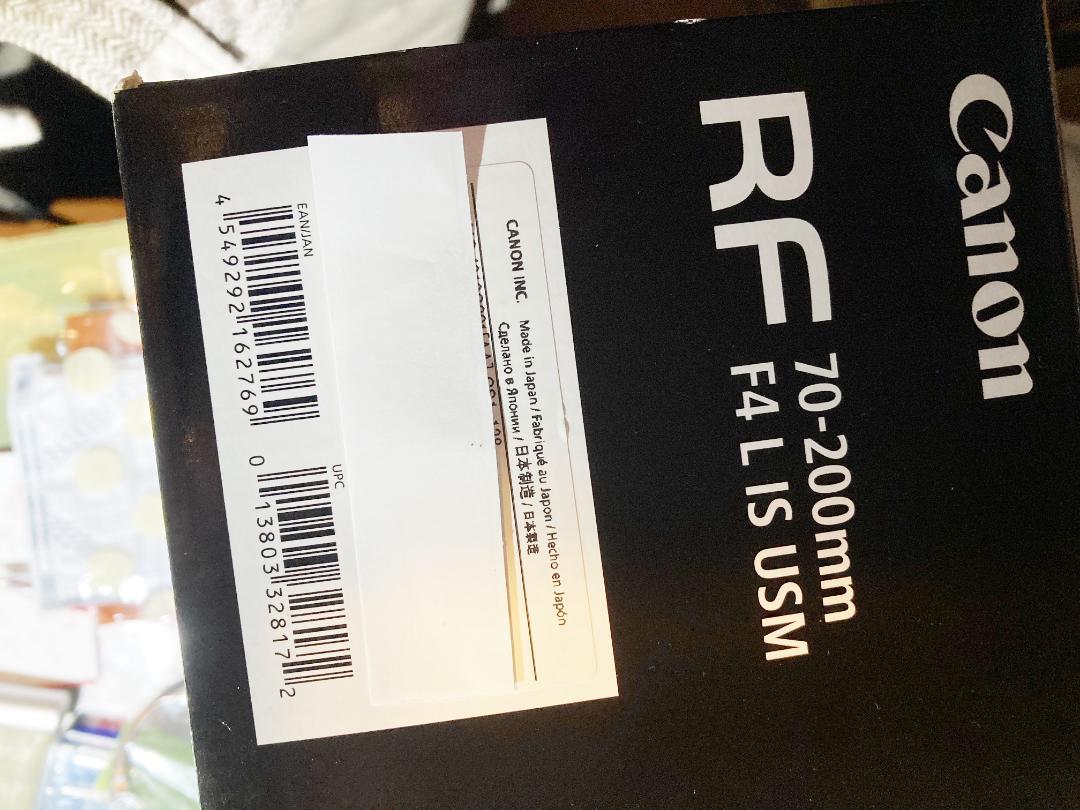 Canon
RF 70-200mm
F4 L IS USM
CANON INC. Made in Japan / Fabriqué au Japon / Hecho en Japón
Сделано в Японии / 日本制造 / 日本製造
EAN/JAN
4 549292 162769
UPC
0 13803 32817 2